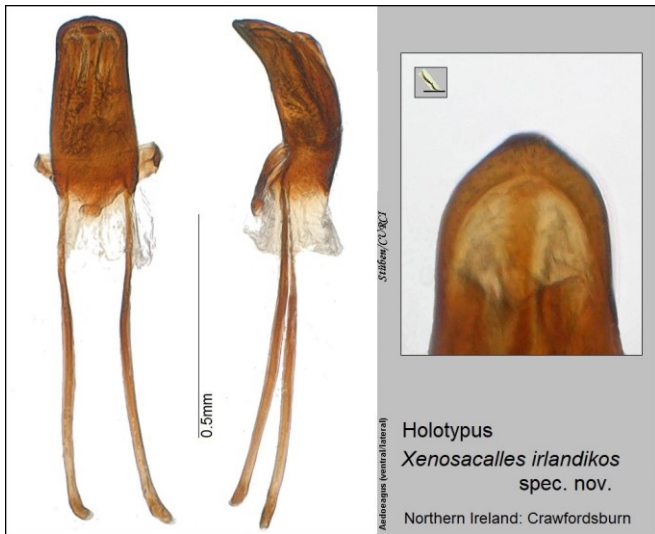 0.5mm
Stüben/CURCI
Aedoeagus (ventral/lateral)
Holotypus
Xenosacalles irlandikos
spec. nov.
Northern Ireland: Crawfordsburn